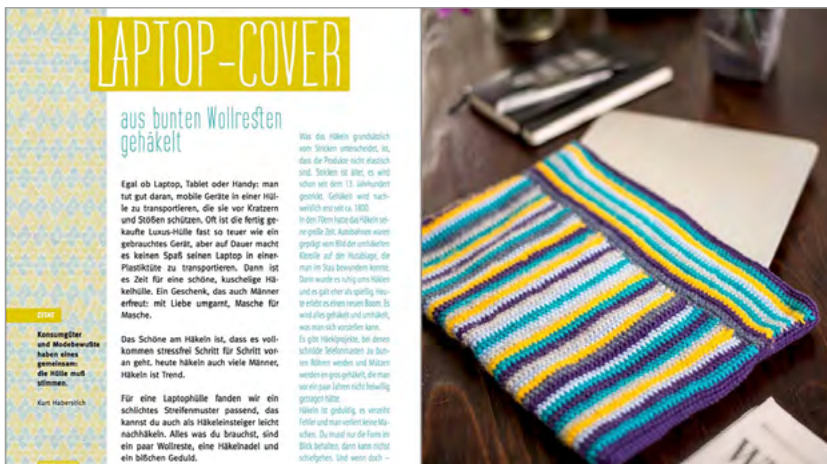 LAPTOP-COVER
aus bunten Wollresten
gehäkelt
Egal ob Laptop, Tablet oder Handy: man
tut gut daran, mobile Geräte in einer Hül-
le zu transportieren, die sie vor Kratzern
und Stößen schützen. Oft ist die fertig ge-
kaufte Luxus-Hülle fast so teuer wie ein
gebrauchtes Gerät, aber auf Dauer macht
es keinen Spaß seinen Laptop in einer
Plastiktüte zu transportieren. Dann ist
es Zeit für eine schöne, kuschelige Hä-
kelhülle. Ein Geschenk, das auch Männer
erfreut: mit Liebe umgarnt, Masche für
Masche.
Das Schöne am Häkeln ist, dass es voll-
kommen stressfrei Schritt für Schritt vor-
an geht. heute häkeln auch viele Männer,
Häkeln ist Trend.
Für eine Laptophülle fanden wir ein
schlichtes Streifenmuster passend, das
kannst du auch als Häkeleinsteiger leicht
nachhäkeln. Alles was du brauchst, sind
ein paar Wollreste, eine Häkelnadel und
ein bißchen Geduld.
Was das Häkeln grundsätzlich
vom Stricken unterscheidet, ist,
dass die Produkte nicht elastisch
sind. Stricken ist älter, es wird
schon seit dem 13. Jahrhundert
gestrickt. Gehäkelt wird nach-
weislich erst seit ca. 1800.
In den 70ern hatte das Häkeln sei-
ne große Zeit. Autobahnen waren
geprägt vom Bild der umhäkelten
Klorolle auf der Hutablage, die
man im Stau bewundern konnte.
Dann wurde es ruhig ums Häkeln
und es galt eher als spießig. Heu-
te erlebt es einen neuen Boom. Es
wird alles gehäkelt und umhäkelt,
was man sich vorstellen kann.
Es gibt Häkelprojekte, bei denen
schnöde Telefonmasten zu bun-
ten Röhren werden und Mützen
werden en gros gehäkelt, die man
vor ein paar Jahren nicht freiwillig
getragen hätte.
Häkeln ist geduldig, es verzeiht
Fehler und man verliert keine Ma-
schen. Du musst nur die Form im
Blick behalten, dann kann nichts
schiefgehen. Und wenn doch –
ZITAT
Konsumgüter
und Modebewußte
haben eines
gemeinsam:
die Hülle muß
stimmen.
Kurt Haberstich